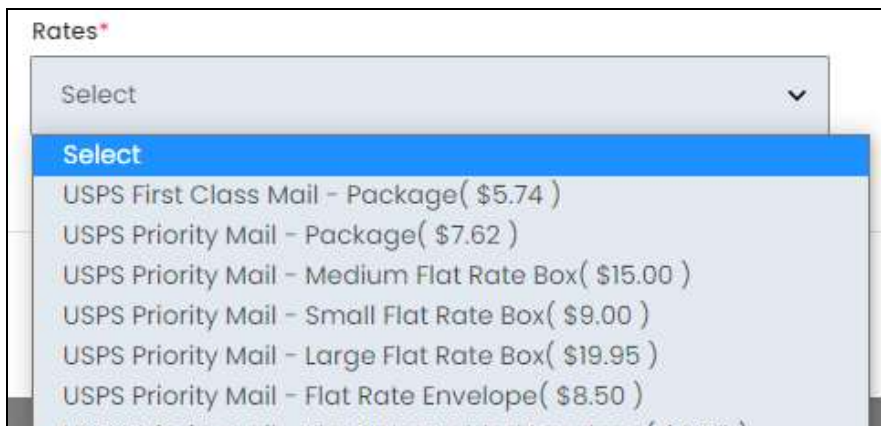 Rates*
Select
Select
USPS First Class Mail - Package( $5.74 )
USPS Priority Mail - Package( $7.62 )
USPS Priority Mail - Medium Flat Rate Box( $15.00 )
USPS Priority Mail - Small Flat Rate Box( $9.00 )
USPS Priority Mail - Large Flat Rate Box( $19.95 )
USPS Priority Mail - Flat Rate Envelope( $8.50 )